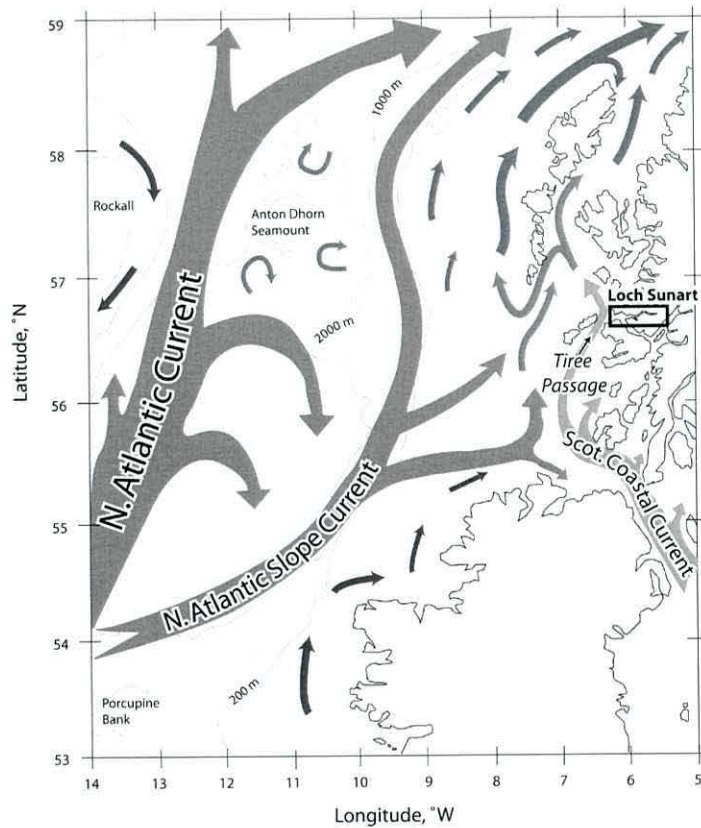 59
58
57
56
55
54
53
Latitude, °N
14
13
12
11
10
9
8
7
6
5
Longitude, °W
1000 m
Rockall
Anton Dhorn
Seamount
2000 m
N. Atlantic Current
Loch Sunart
Tiree
Passage
Scot. Coastal Current
N. Atlantic Slope Current
200 m
Porcupine
Bank